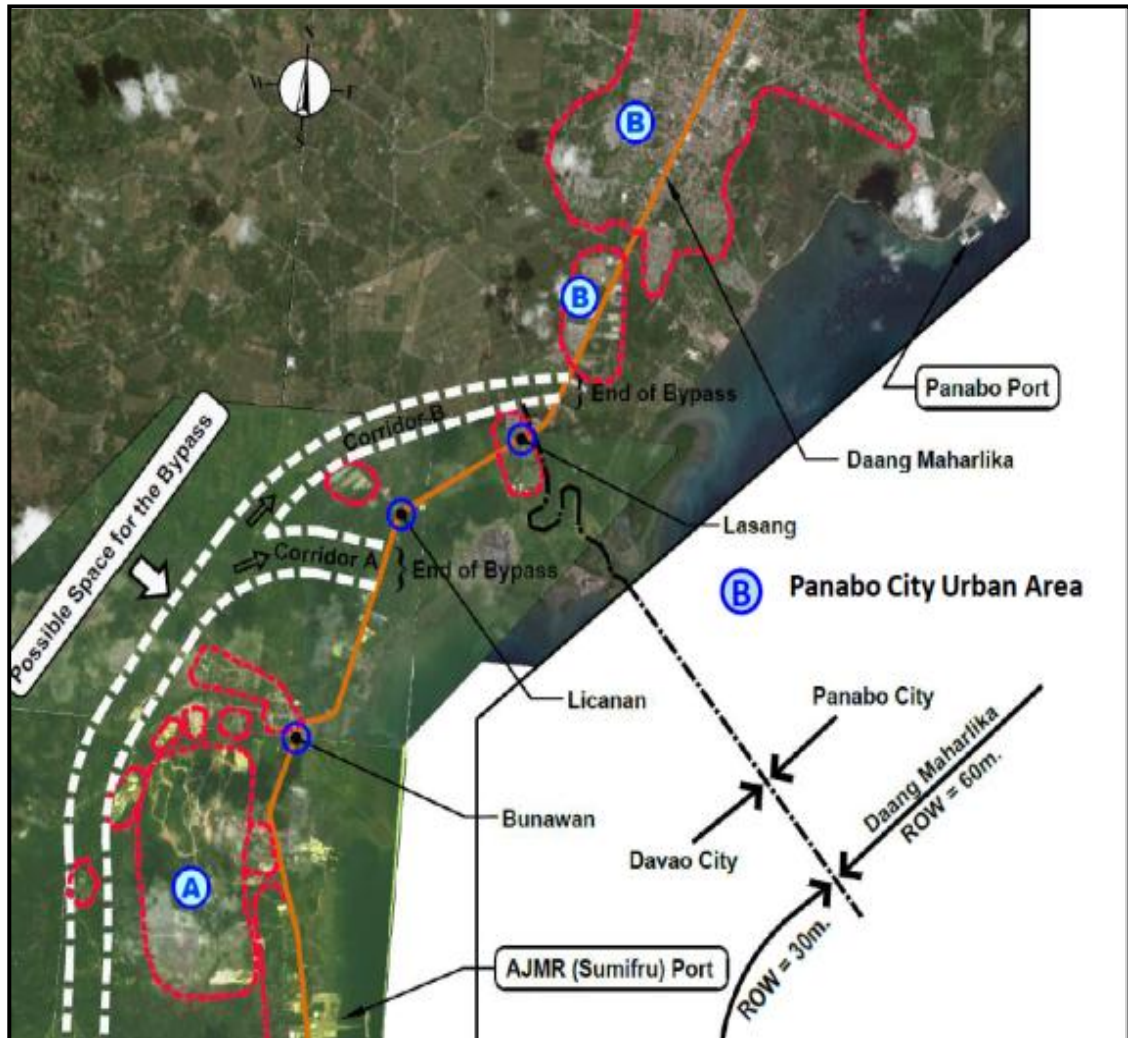 N
W
E
S
B
B
Panabo Port
End of Bypass
Corridor B
Daang Maharlika
Possible Space for the Bypass
Lasang
Corridor A
End of Bypass
B Panabo City Urban Area
Licanan
Panabo City
Daang Maharlika
ROW = 60m.
Bunawan
Davao City
A
ROW = 30m.
AJMR (Sumifru) Port